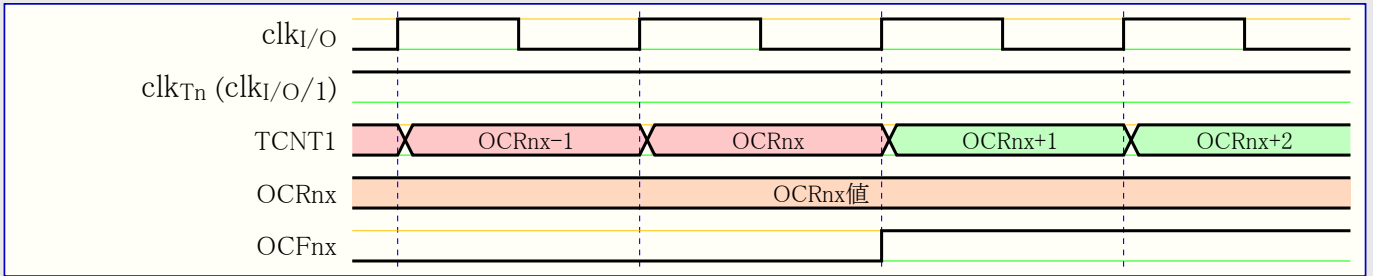 clkI/O
clkTn (clkI/O/1)
TCNT1 OCRnx-1 OCRnx OCRnx+1 OCRnx+2
OCRnx OCRnx値
OCFnx